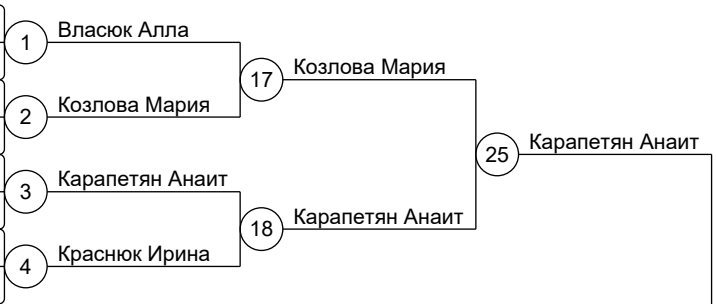 1 Власюк Алла
17 Козлова Мария
2 Козлова Мария
25 Карапетян Анаит
3 Карапетян Анаит
18 Карапетян Анаит
4 Краснюк Ирина